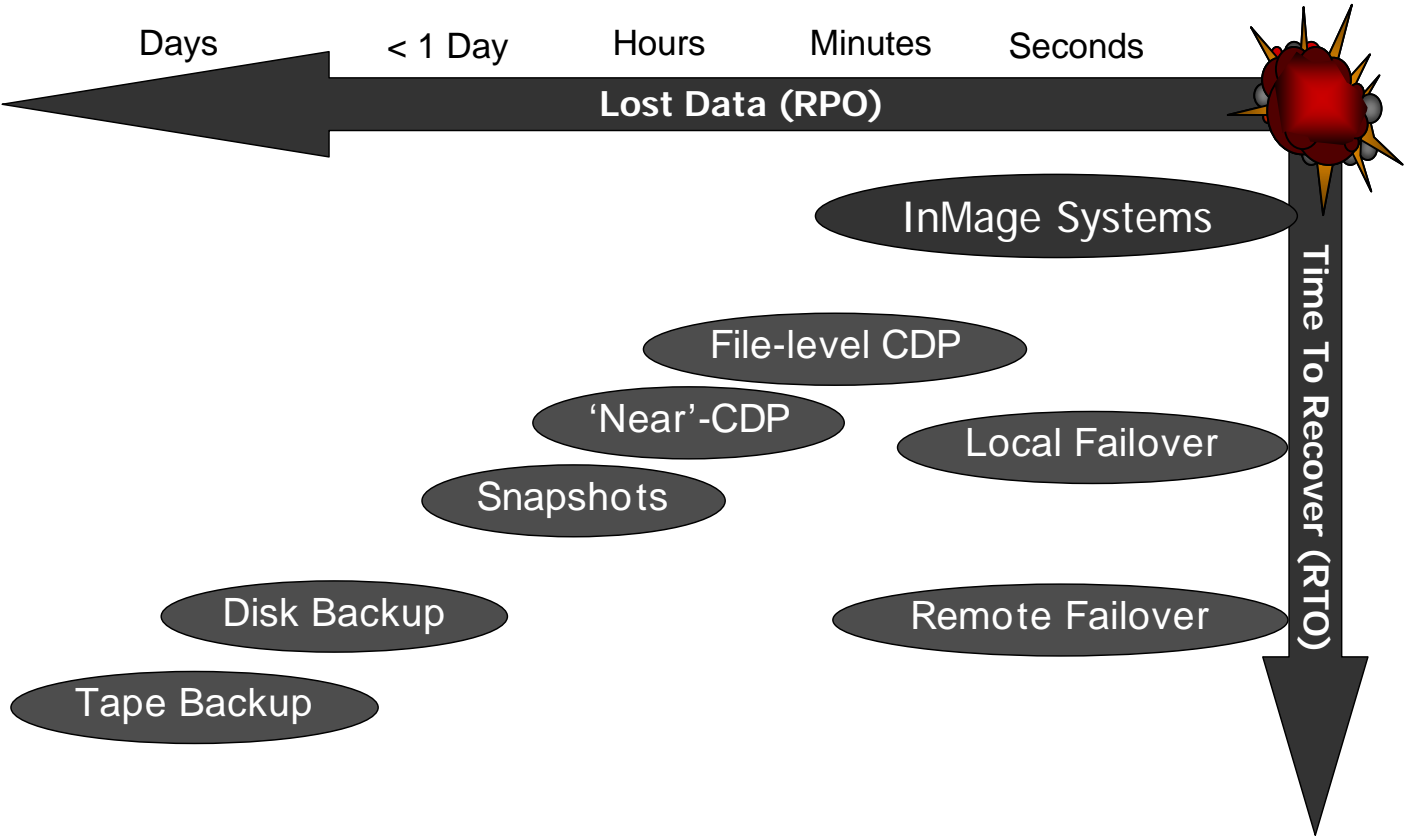 Days
< 1 Day
Hours
Minutes
Seconds
Lost Data (RPO)
InMage Systems
Time To Recover (RTO)
File-level CDP
‘Near’-CDP
Local Failover
Snapshots
Disk Backup
Remote Failover
Tape Backup